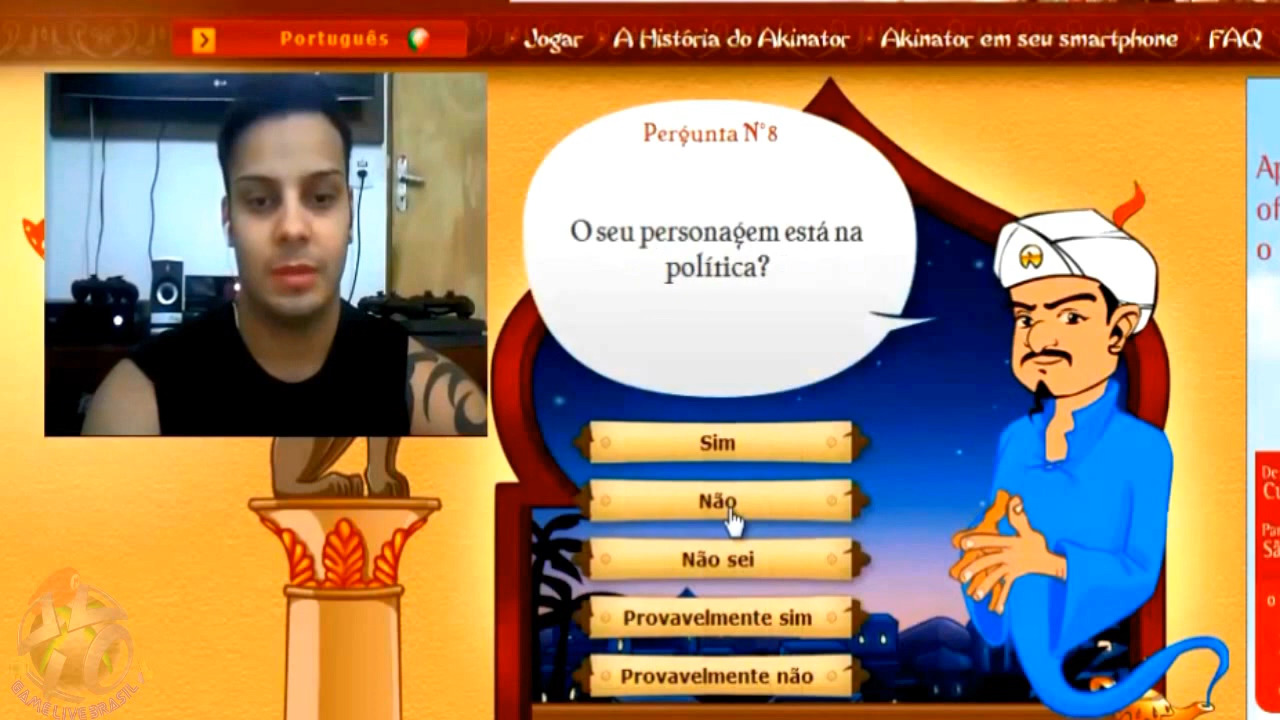 Português
Jogar
A História do Akinator
Akinator em seu smartphone
FAQ
Pergunta N°8
O seu personagem está na
política?
Sim
Não
Não sei
Provavelmente sim
Provavelmente não
GAME LIVE BRASIL